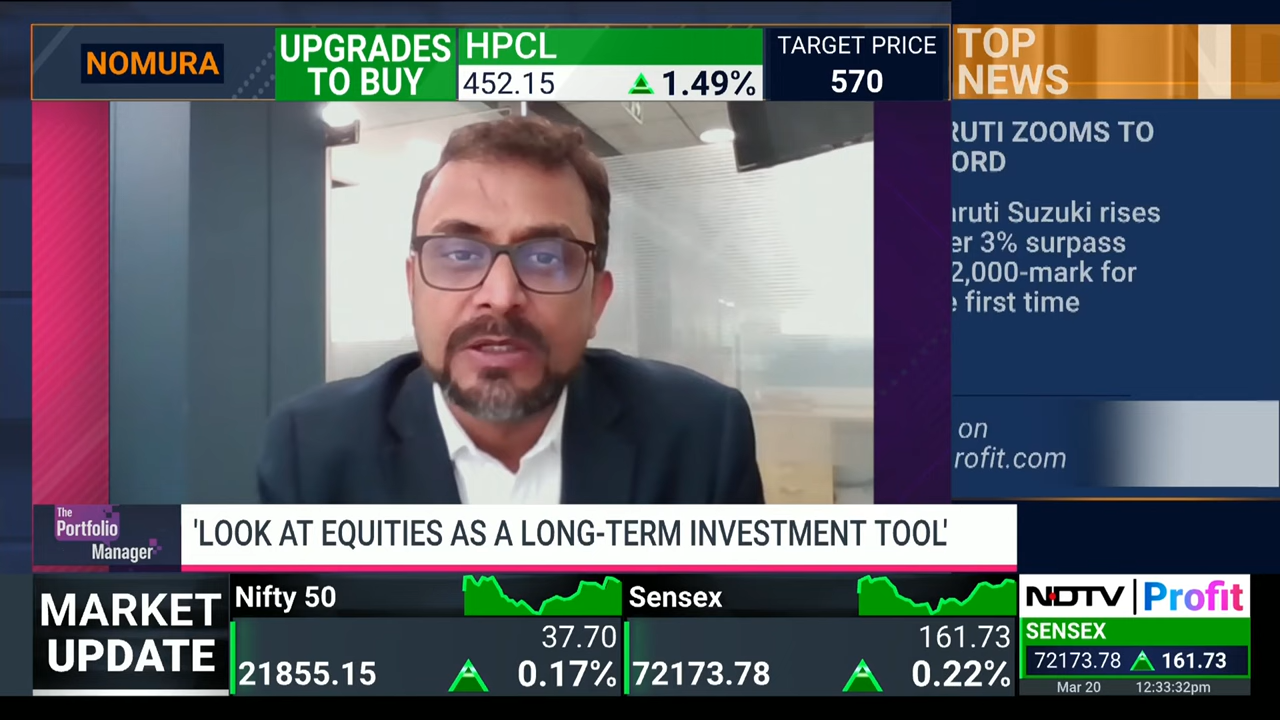 NOMURA
UPGRADES
TO BUY
HPCL
452.15 1.49%
TARGET PRICE
570
TOP
NEWS
RUTI ZOOMS TO
ORD
ruti Suzuki rises
er 3% surpass
2,000-mark for
e first time
on
rofit.com
The
Portfolio
Manager
'LOOK AT EQUITIES AS A LONG-TERM INVESTMENT TOOL'
MARKET
UPDATE
Nifty 50
37.70
21855.15 0.17%
Sensex
161.73
72173.78 0.22%
NDTV Profit
SENSEX
72173.78 161.73
Mar 20 12:33:32pm